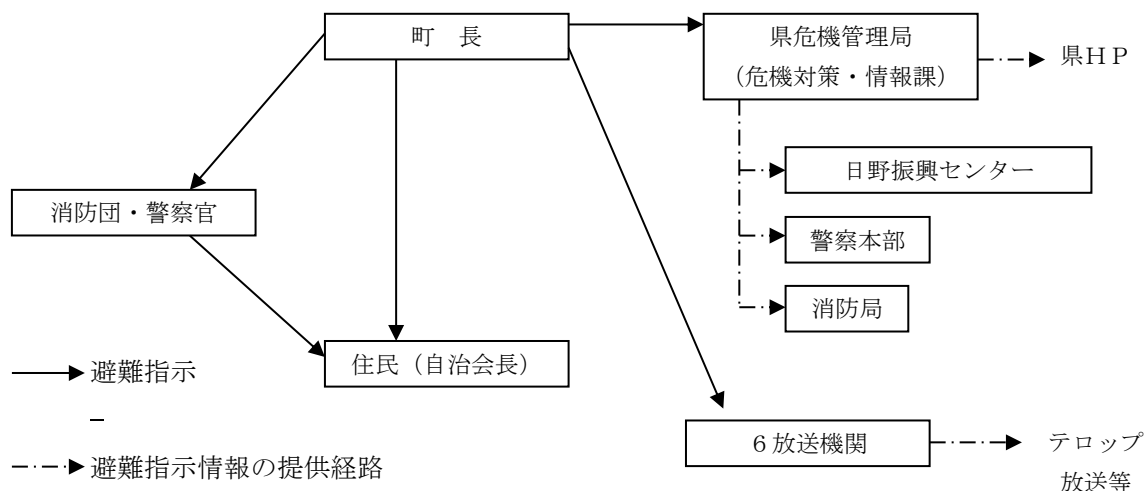 町　長
県危機管理局
（危機対策・情報課）
県ＨＰ
日野振興センター
消防団・警察官
警察本部
消防局
住民（自治会長）
避難指示
６放送機関
テロップ
放送等
避難指示情報の提供経路